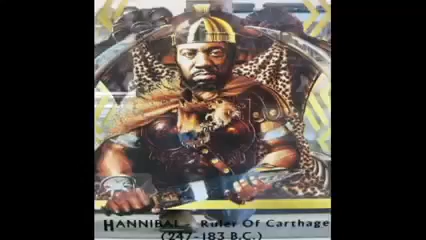 HANNIBAL - Ruler Of Carthage
(247-183 B.C.)